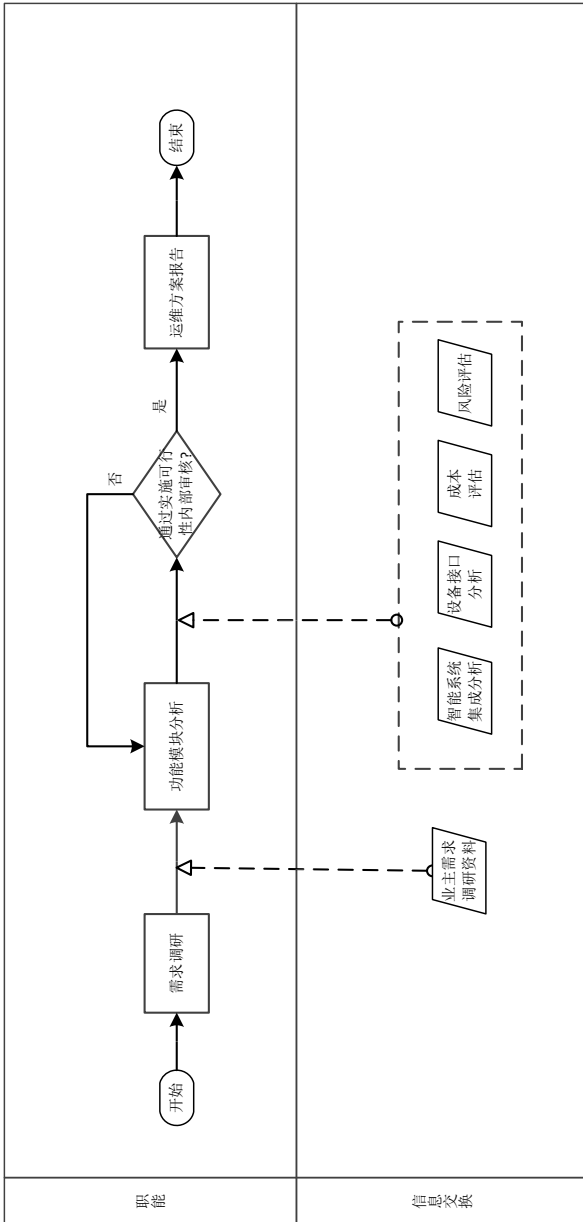 职能
开始
需求调研
功能模块分析
通过实施可行
性内部审核？
否
是
运维方案报告
结束
信息交换
业主需求
调研资料
智能系统
集成分析
设备接口
分析
成本
评估
风险评估